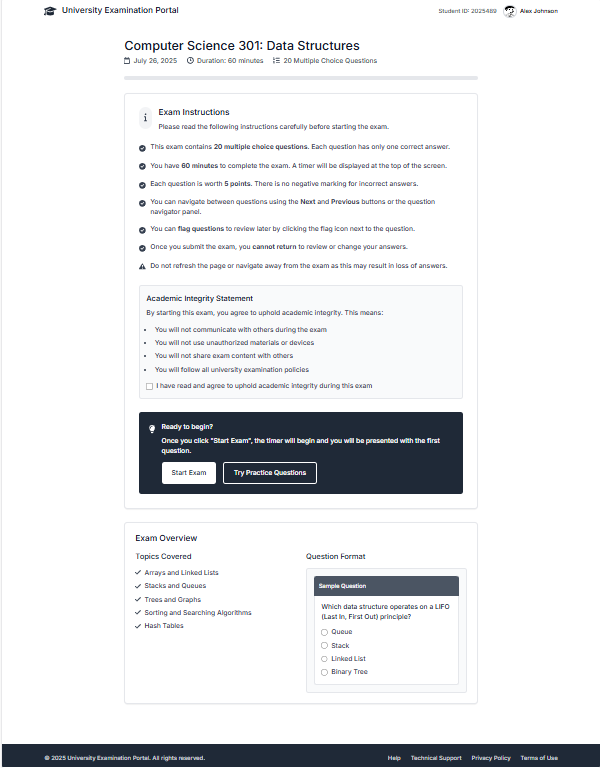 University Examination Portal
Student ID: 2025489
Alex Johnson
Computer Science 301: Data Structures
July 26, 2025
Duration: 60 minutes
20 Multiple Choice Questions
Exam Instructions
Please read the following instructions carefully before starting the exam.
This exam contains 20 multiple choice questions. Each question has only one correct answer.
You have 60 minutes to complete the exam. A timer will be displayed at the top of the screen.
Each question is worth 5 points. There is no negative marking for incorrect answers.
You can navigate between questions using the Next and Previous buttons or the question
navigator panel.
You can flag questions to review later by clicking the flag icon next to the question.
Once you submit the exam, you cannot return to review or change your answers.
Do not refresh the page or navigate away from the exam as this may result in loss of answers.
Academic Integrity Statement
By starting this exam, you agree to uphold academic integrity. This means:
You will not communicate with others during the exam
You will not use unauthorized materials or devices
You will not share exam content with others
You will follow all university examination policies
I have read and agree to uphold academic integrity during this exam
Ready to begin?
Once you click "Start Exam", the timer will begin and you will be presented with the first
question.
Start Exam
Try Practice Questions
Exam Overview
Topics Covered
Arrays and Linked Lists
Stacks and Queues
Trees and Graphs
Sorting and Searching Algorithms
Hash Tables
Question Format
Sample Question
Which data structure operates on a LIFO
(Last In, First Out) principle?
Queue
Stack
Linked List
Binary Tree
© 2025 University Examination Portal. All rights reserved.
Help
Technical Support
Privacy Policy
Terms of Use